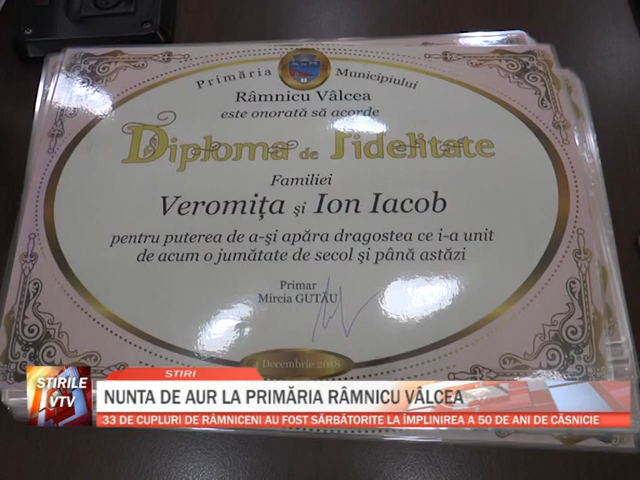 Primăria Municipiului
Râmnicu Vâlcea
este onorată să acorde
Diploma de Fidelitate
Familiei
Veromița și Ion Iacob
pentru puterea de a-și apăra dragostea ce i-a unit
de acum o jumătate de secol și până astăzi
Primar
Mircia GUTĂU
1 Decembrie 2018
STIRI
STIRILE
VTV
NUNTA DE AUR LA PRIMĂRIA RÂMNICU VÂLCEA
33 DE CUPLURI DE RÂMNICENI AU FOST SĂRBĂTORITE LA ÎMPLINIREA A 50 DE ANI DE CĂSNICIE